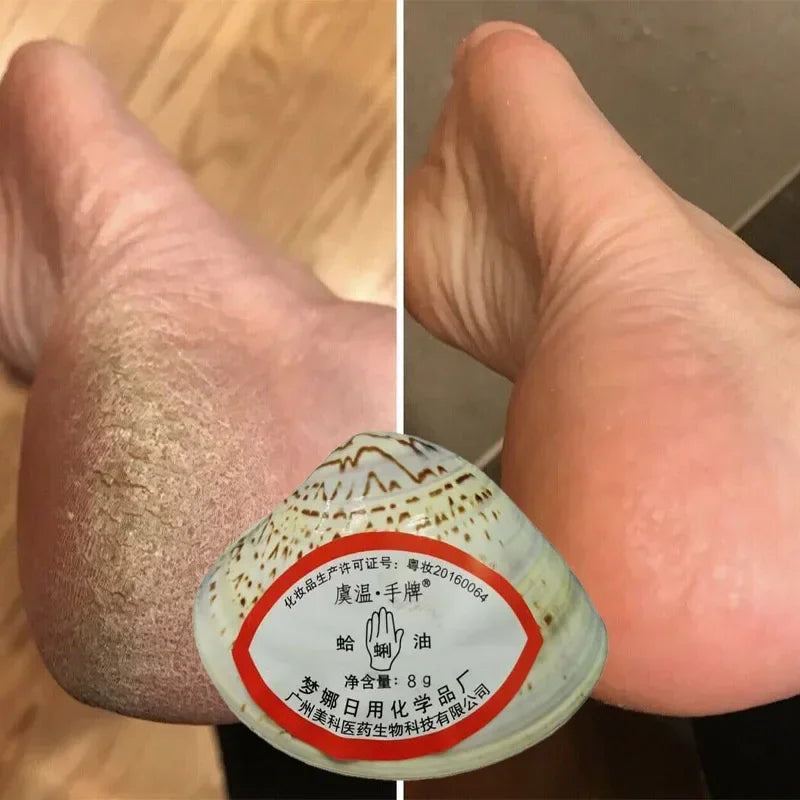 化妆品生产许可证号：粤妆20160064
虞温·手牌®
蛤蜊油
净含量：8g
梦娜日用化学品厂
广州美科医药生物科技有限公司